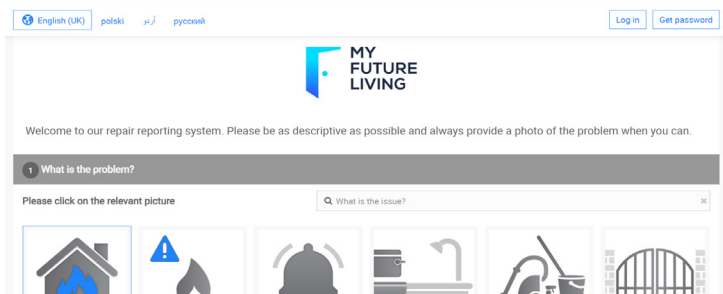 English (UK) polski اُردُو русский Log in Get password
MY
FUTURE
LIVING
Welcome to our repair reporting system. Please be as descriptive as possible and always provide a photo of the problem when you can.
1 What is the problem?
Please click on the relevant picture What is the issue?